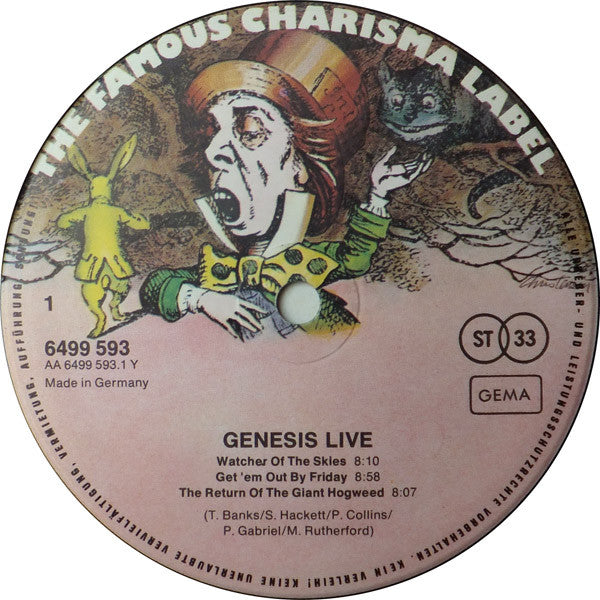 THE FAMOUS CHARISMA LABEL
1
6499 593
AA 6499 593.1 Y
Made in Germany
ST 33
GEMA
GENESIS LIVE
Watcher Of The Skies 8:10
Get 'em Out By Friday 8:58
The Return Of The Giant Hogweed 8:07
(T. Banks/S. Hackett/P. Collins/
P. Gabriel/M. Rutherford)
ALLE URHEBER- UND LEISTUNGSSCHUTZRECHTE VORBEHALTEN. KEIN VERLEIH! KEINE UNERLAUBTE VERVIELFÄLTIGUNG, VERMIETUNG, AUFFÜHRUNG, SENDUNG!